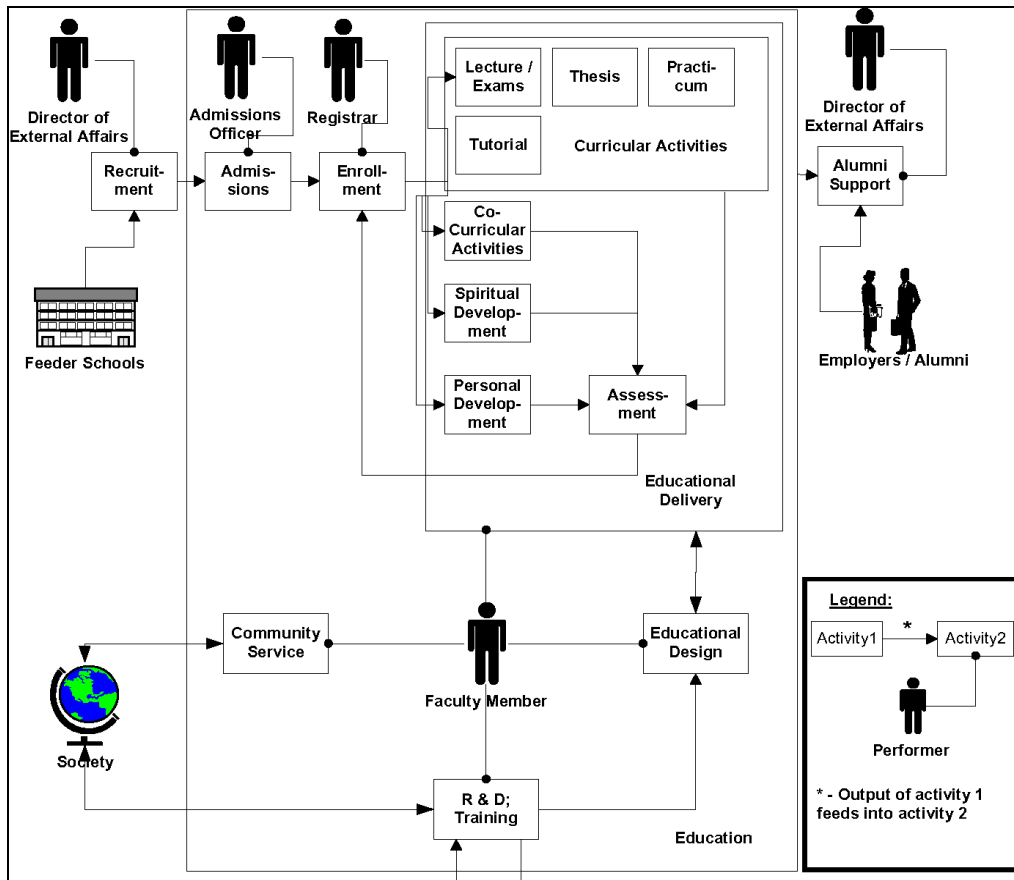 Director of
External Affairs
Recruit-
ment
Feeder Schools
Admissions
Officer
Admis-
sions
Registrar
Enroll-
ment
Lecture /
Exams
Thesis
Practi-
cum
Tutorial
Curricular Activities
Co-
Curricular
Activities
Spiritual
Develop-
ment
Personal
Develop-
ment
Assess-
ment
Educational
Delivery
Director of
External Affairs
Alumni
Support
Employers / Alumni
Community
Service
Faculty Member
Educational
Design
Society
R & D;
Training
Education
Legend:
Activity1
*
Activity2
Performer
* - Output of activity 1
feeds into activity 2